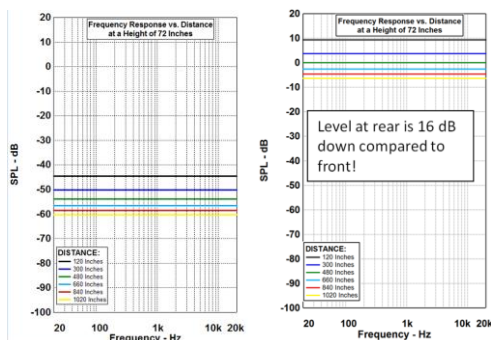 Frequency Response vs. Distance
at a Height of 72 Inches
20
10
0
-10
-20
-30
-40
-50
-60
-70
-80
-90
-100
SPL - dB
DISTANCE:
120 Inches
300 Inches
480 Inches
660 Inches
840 Inches
1020 Inches
20
100
1k
10k
20k
Frequency - Hz
Frequency Response vs. Distance
at a Height of 72 Inches
20
10
0
-10
-20
-30
-40
-50
-60
-70
-80
-90
-100
SPL - dB
Level at rear is 16 dB
down compared to
front!
DISTANCE:
120 Inches
300 Inches
480 Inches
660 Inches
840 Inches
1020 Inches
20
100
1k
10k
20k
Frequency - Hz